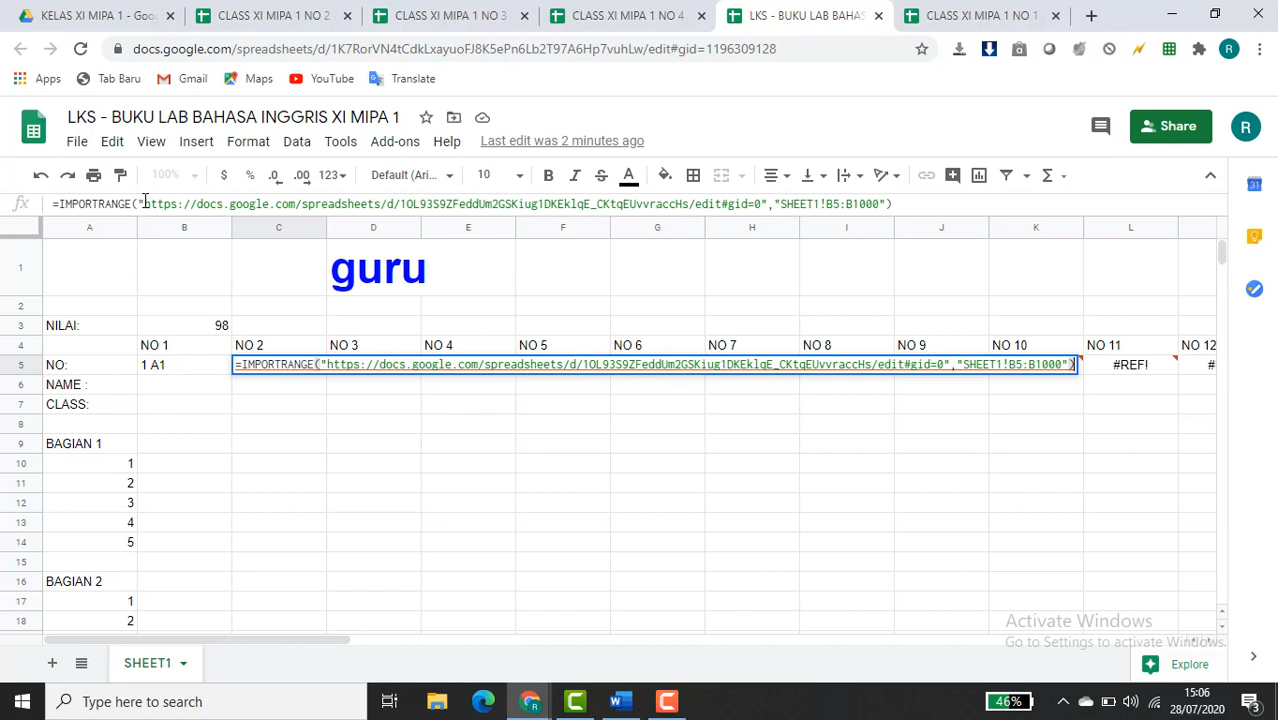 KELAS XI MIPA 1 - Goo
CLASS XI MIPA 1 NO 2
CLASS XI MIPA 1 NO 3
CLASS XI MIPA 1 NO 4
LKS - BUKU LAB BAHAS
CLASS XI MIPA 1 NO 1
docs.google.com/spreadsheets/d/1K7RorVN4tCdkLxayuoFJ8K5ePn6Lb2T97A6Hp7vuhLw/edit#gid=1196309128
R
Apps
Tab Baru
Gmail
Maps
YouTube
Translate
LKS - BUKU LAB BAHASA INGGRIS XI MIPA 1
File Edit View Insert Format Data Tools Add-ons Help Last edit was 2 minutes ago
Share
R
100% $ % .0 .00 123 Default (Ari... 10 B I S A
fx =IMPORTRANGE("https://docs.google.com/spreadsheets/d/1OL93S9ZFeddUm2GSKiug1DKEklqE_CKtqEUvvraccHs/edit#gid=0","SHEET1!B5:B1000")
A B C D E F G H I J K L
1 guru
2
3 NILAI: 98
4 NO 1 NO 2 NO 3 NO 4 NO 5 NO 6 NO 7 NO 8 NO 9 NO 10 NO 11 NO 12
5 NO: 1 A1 =IMPORTRANGE("https://docs.google.com/spreadsheets/d/1OL93S9ZFeddUm2GSKiug1DKEklqE_CKtqEUvvraccHs/edit#gid=0","SHEET1!B5:B1000") #REF! #
6 NAME :
7 CLASS:
8
9 BAGIAN 1
10 1
11 2
12 3
13 4
14 5
15
16 BAGIAN 2
17 1
18 2
Activate Windows
Go to Settings to activate Windows.
SHEET1
Explore
Type here to search
46%
15:06
28/07/2020
3